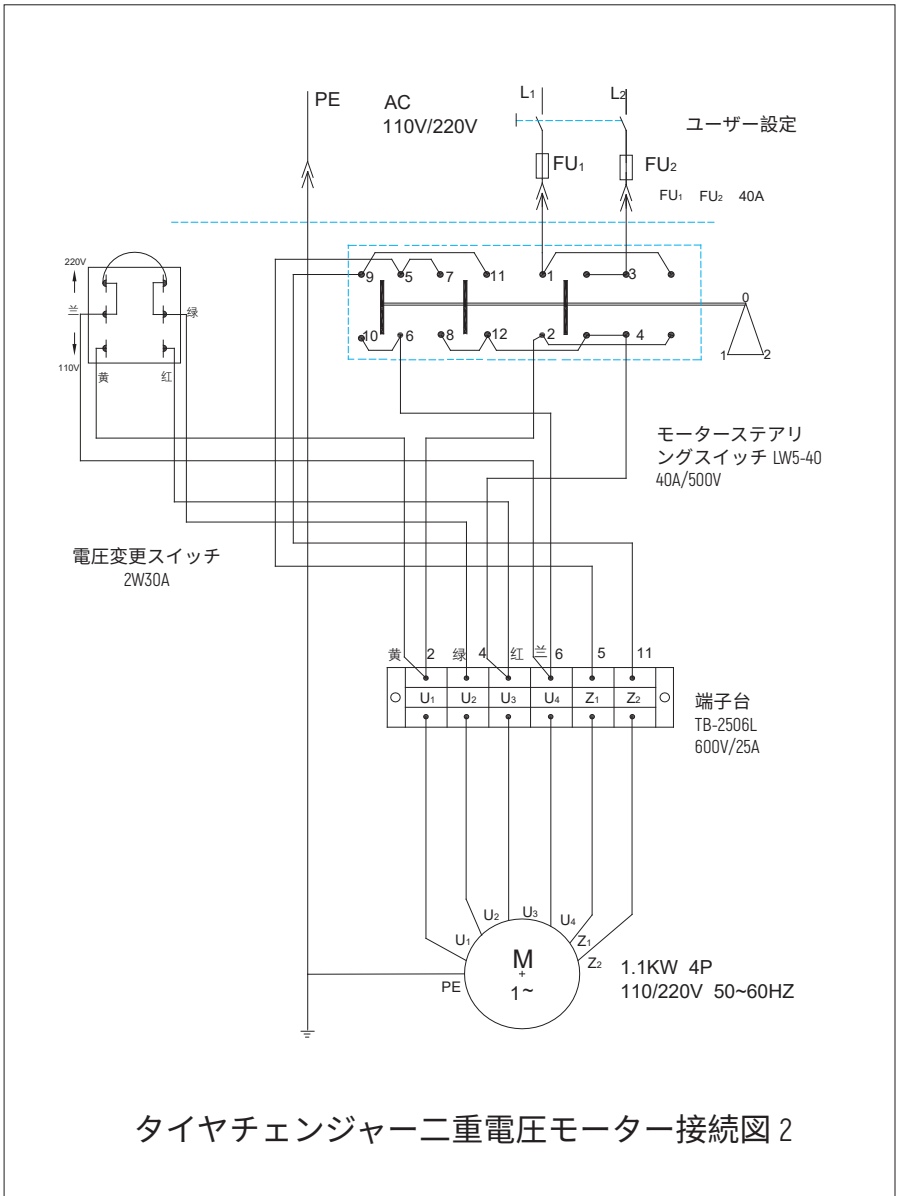 PE
AC
110V/220V
L1
L2
ユーザー設定
FU1
FU2
FU1 FU2 40A
220V
兰
绿
110V
黄
红
9
5
7
11
1
3
10
6
8
12
2
4
0
1
2
モーターステアリ
ングスイッチ LW5-40
40A/500V
電圧変更スイッチ
2W30A
黄 2 绿 4 红 兰 6 5 11
U1 U2 U3 U4 Z1 Z2
端子台
TB-2506L
600V/25A
U1
U2
U3
U4
Z1
Z2
PE
M
1~
1.1KW 4P
110/220V 50~60HZ
タイヤチェンジャー二重電圧モーター接続図 2